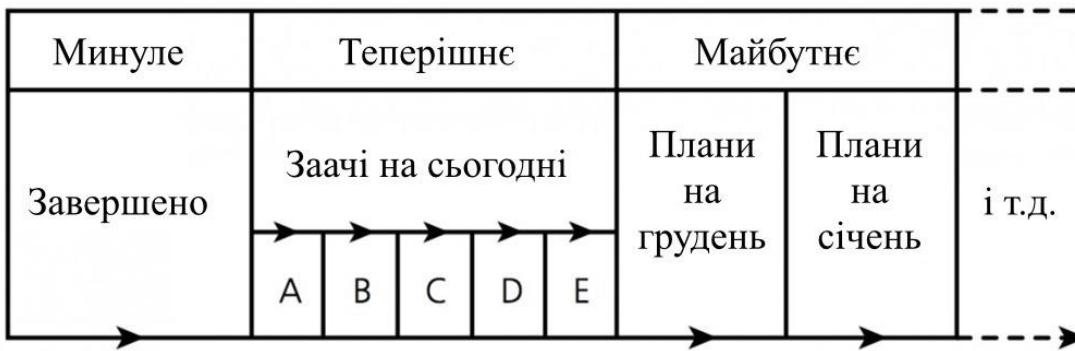 Минуле Теперішнє Майбутнє
Завершено
Заачі на сьогодні
A B C D E
Плани
на
грудень
Плани
на
січень
і т.д.